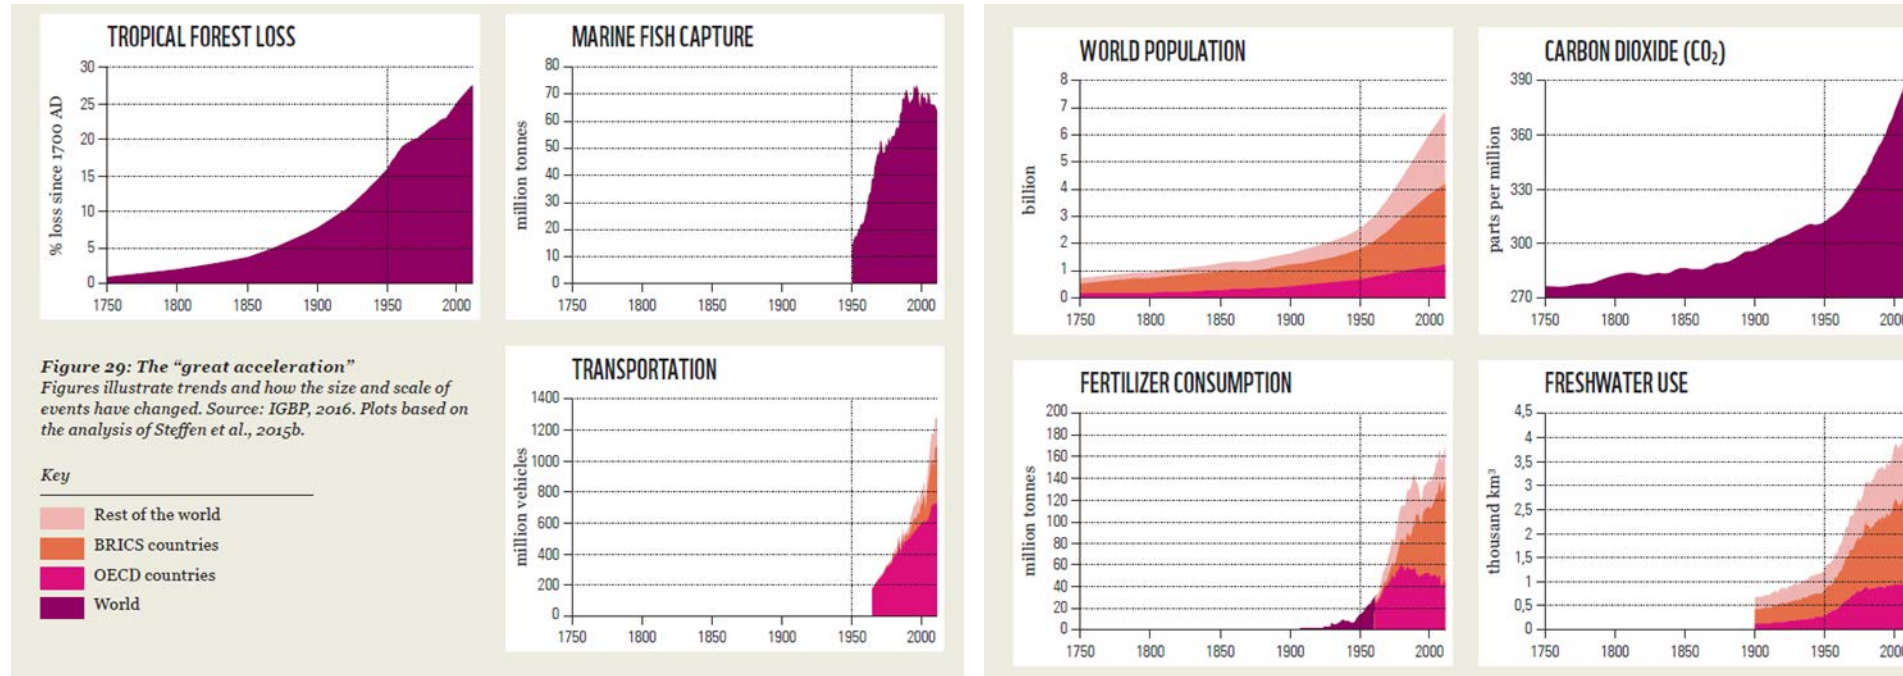 TROPICAL FOREST LOSS
% loss since 1700 AD
30
25
20
15
10
5
0
1750 1800 1850 1900 1950 2000
MARINE FISH CAPTURE
million tonnes
80
70
60
50
40
30
20
10
0
1750 1800 1850 1900 1950 2000
Figure 29: The “great acceleration”
Figures illustrate trends and how the size and scale of
events have changed. Source: IGBP, 2016. Plots based on
the analysis of Steffen et al., 2015b.
Key
Rest of the world
BRICS countries
OECD countries
World
TRANSPORTATION
million vehicles
1400
1200
1000
800
600
400
200
0
1750 1800 1850 1900 1950 2000
WORLD POPULATION
billion
8
7
6
5
4
3
2
1
0
1750 1800 1850 1900 1950 2000
CARBON DIOXIDE (CO₂)
parts per million
390
360
330
300
270
1750 1800 1850 1900 1950 200
FERTILIZER CONSUMPTION
million tonnes
200
180
160
140
120
100
80
60
40
20
0
1750 1800 1850 1900 1950 2000
FRESHWATER USE
thousand km³
4,5
4
3,5
3
2,5
2
1,5
1
0,5
0
1750 1800 1850 1900 1950 200